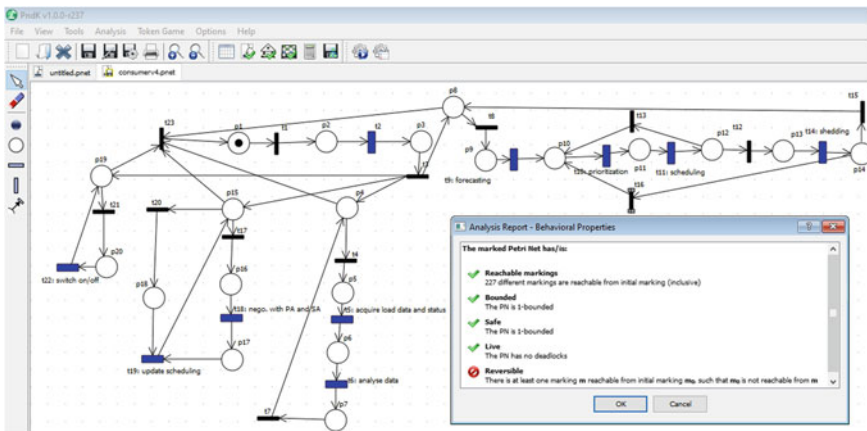 PndK v1.0.0-r237
File View Tools Analysis Token Game Options Help
untitled.pnet consumerv4.pnet
t15
p8
t23
t13
p1 t1 p2 t2 p3
t8
p10
p12 t12 p13 t14: shedding
p9
p19
t3
t10: prioritization
p11
t11: scheduling
p14
t9: forecasting
t16
p15
p4
t21
t20
t17
t4
p20
p16
p5
t22: switch on/off
p18
t18: nego. with PA and SA
t5: acquire load data and status
p17
p6
t19: update scheduling
t6: analyse data
t7
p7
Analysis Report - Behavioral Properties
The marked Petri Net has/is:
Reachable markings
227 different markings are reachable from initial marking (inclusive)
Bounded
The PN is 1-bounded
Safe
The PN is 1-bounded
Live
The PN has no deadlocks
Reversible
There is at least one marking m reachable from initial marking m₀, such that m₀ is not reachable from m
OK Cancel